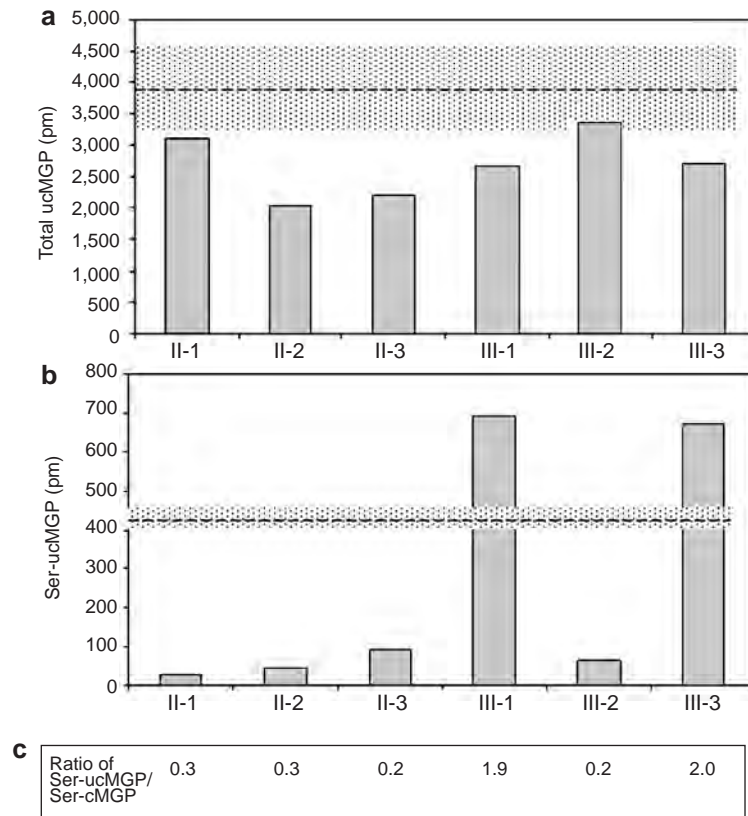 a
Total ucMGP (pm)
5,000
4,500
4,000
3,500
3,000
2,500
2,000
1,500
1,000
500
0
II-1 II-2 II-3 III-1 III-2 III-3
b
Ser-ucMGP (pm)
800
700
600
500
400
300
200
100
0
II-1 II-2 II-3 III-1 III-2 III-3
c
Ratio of
Ser-ucMGP/ 0.3 0.3 0.2 1.9 0.2 2.0
Ser-cMGP